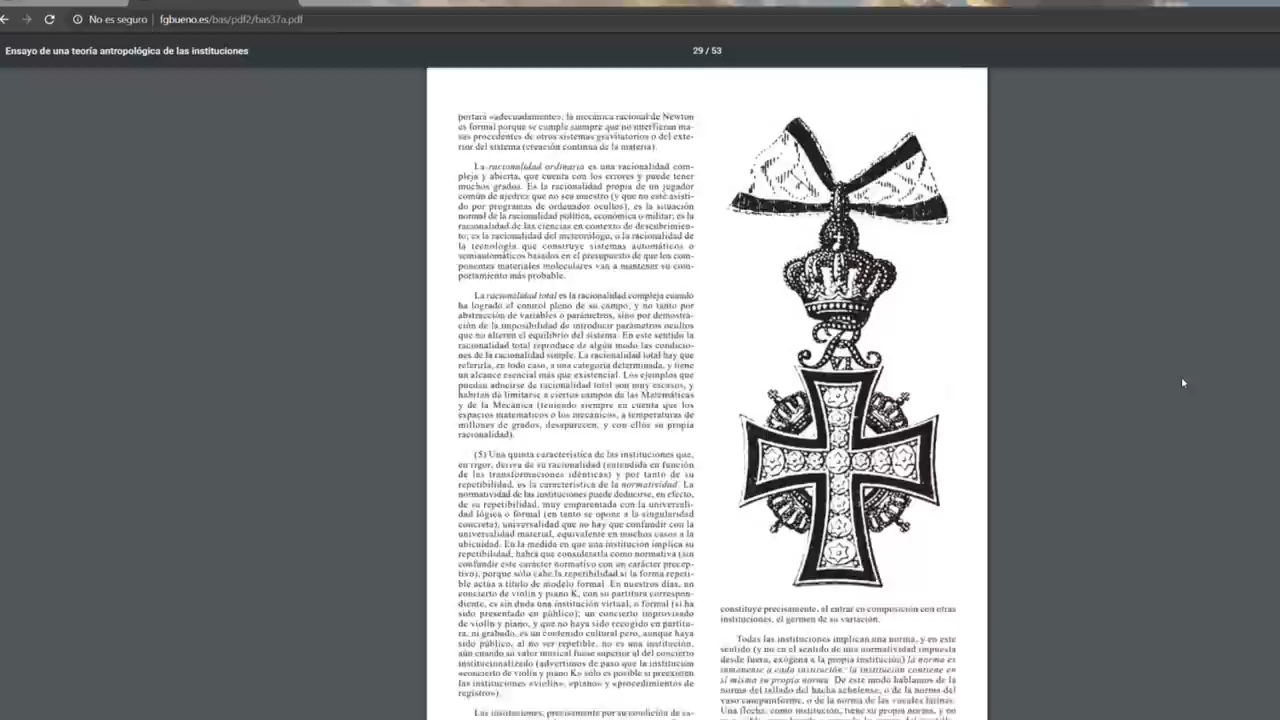 No es seguro
fgbueno.es/bas/pdf2/bas37a.pdf
Ensayo de una teoría antropológica de las instituciones
29 / 53
portará «adecuadamente», la mecánica racional de Newton
es formal porque se cumple siempre que no interfieran ma-
sas procedentes de otros sistemas gravitatorios o del exte-
rior del sistema (creación continua de la materia).
La racionalidad ordinaria es una racionalidad com-
pleja y abierta, que cuenta con los errores y puede tener
muchos grados. Es la racionalidad propia de un jugador
común de ajedrez que no sea maestro (y que no esté asisti-
do por programas de ordenador ocultos), es la situación
normal de la racionalidad política, económica o militar; es la
racionalidad de las ciencias en contexto de descubrimien-
to; es la racionalidad del meteorólogo, o la racionalidad de
la tecnología que construye sistemas automáticos o
semiautomáticos basados en el presupuesto de que los com-
ponentes materiales moleculares van a mantener su com-
portamiento más probable.
La racionalidad total es la racionalidad compleja cuando
ha logrado el control pleno de su campo, y no tanto por
abstracción de variables o parámetros, sino por demostra-
ción de la imposibilidad de introducir parámetros ocultos
que no alteren el equilibrio del sistema. En este sentido la
racionalidad total reproduce de algún modo las condicio-
nes de la racionalidad simple. La racionalidad total hay que
referirla, en todo caso, a una categoría determinada, y tiene
un alcance esencial más que existencial. Los ejemplos que
puedan aducirse de racionalidad total son muy escasos, y
habrían de limitarse a ciertos campos de las Matemáticas
y de la Mecánica (teniendo siempre en cuenta que los
espacios matemáticos o los mecánicos, a temperaturas de
millones de grados, desaparecen, y con ellos su propia
racionalidad).
(5) Una quinta característica de las instituciones que,
en rigor, deriva de su racionalidad (entendida en función
de las transformaciones idénticas) y por tanto de su
repetibilidad, es la característica de la normatividad. La
normatividad de las instituciones puede deducirse, en efecto,
de su repetibilidad, muy emparentada con la universali-
dad lógica o formal (en tanto se opone a la singularidad
concreta), universalidad que no hay que confundir con la
universalidad material, equivalente en muchos casos a la
ubicuidad. En la medida en que una institución implica su
repetibilidad, habrá que considerarla como normativa (sin
confundir este carácter normativo con un carácter precep-
tivo), porque sólo cabe la repetibilidad si la forma repeti-
ble actúa a título de modelo formal. En nuestros días, un
concierto de violín y piano K, con su partitura correspon-
diente, es sin duda una institución virtual, o formal (si ha
sido presentado en público); un concierto improvisado
de violín y piano, y que no haya sido recogido en partitu-
ra, ni grabado, es un contenido cultural pero, aunque haya
sido público, al no ser repetible, no es una institución,
aún cuando su valor musical fuese superior al del concierto
institucionalizado (advertimos de paso que la institución
«concierto de violín y piano K» sólo es posible si preexisten
las instituciones «violín», «piano» y «procedimientos de
registro»).
Las instituciones, precisamente por su condición de es-
constituye precisamente, al entrar en composición con otras
instituciones, el germen de su variación.
Todas las instituciones implican una norma, y en este
sentido (y no en el sentido de una normatividad impuesta
desde fuera, exógena a la propia institución) la norma es
inmanente a cada institución: la institución contiene en
sí misma su propia norma. De este modo hablamos de la
norma del tallado del hacha achelense, o de la norma del
vaso campaniforme, o de la norma de las vocales latinas.
Una flecha, como institución, tiene su propia norma, y en